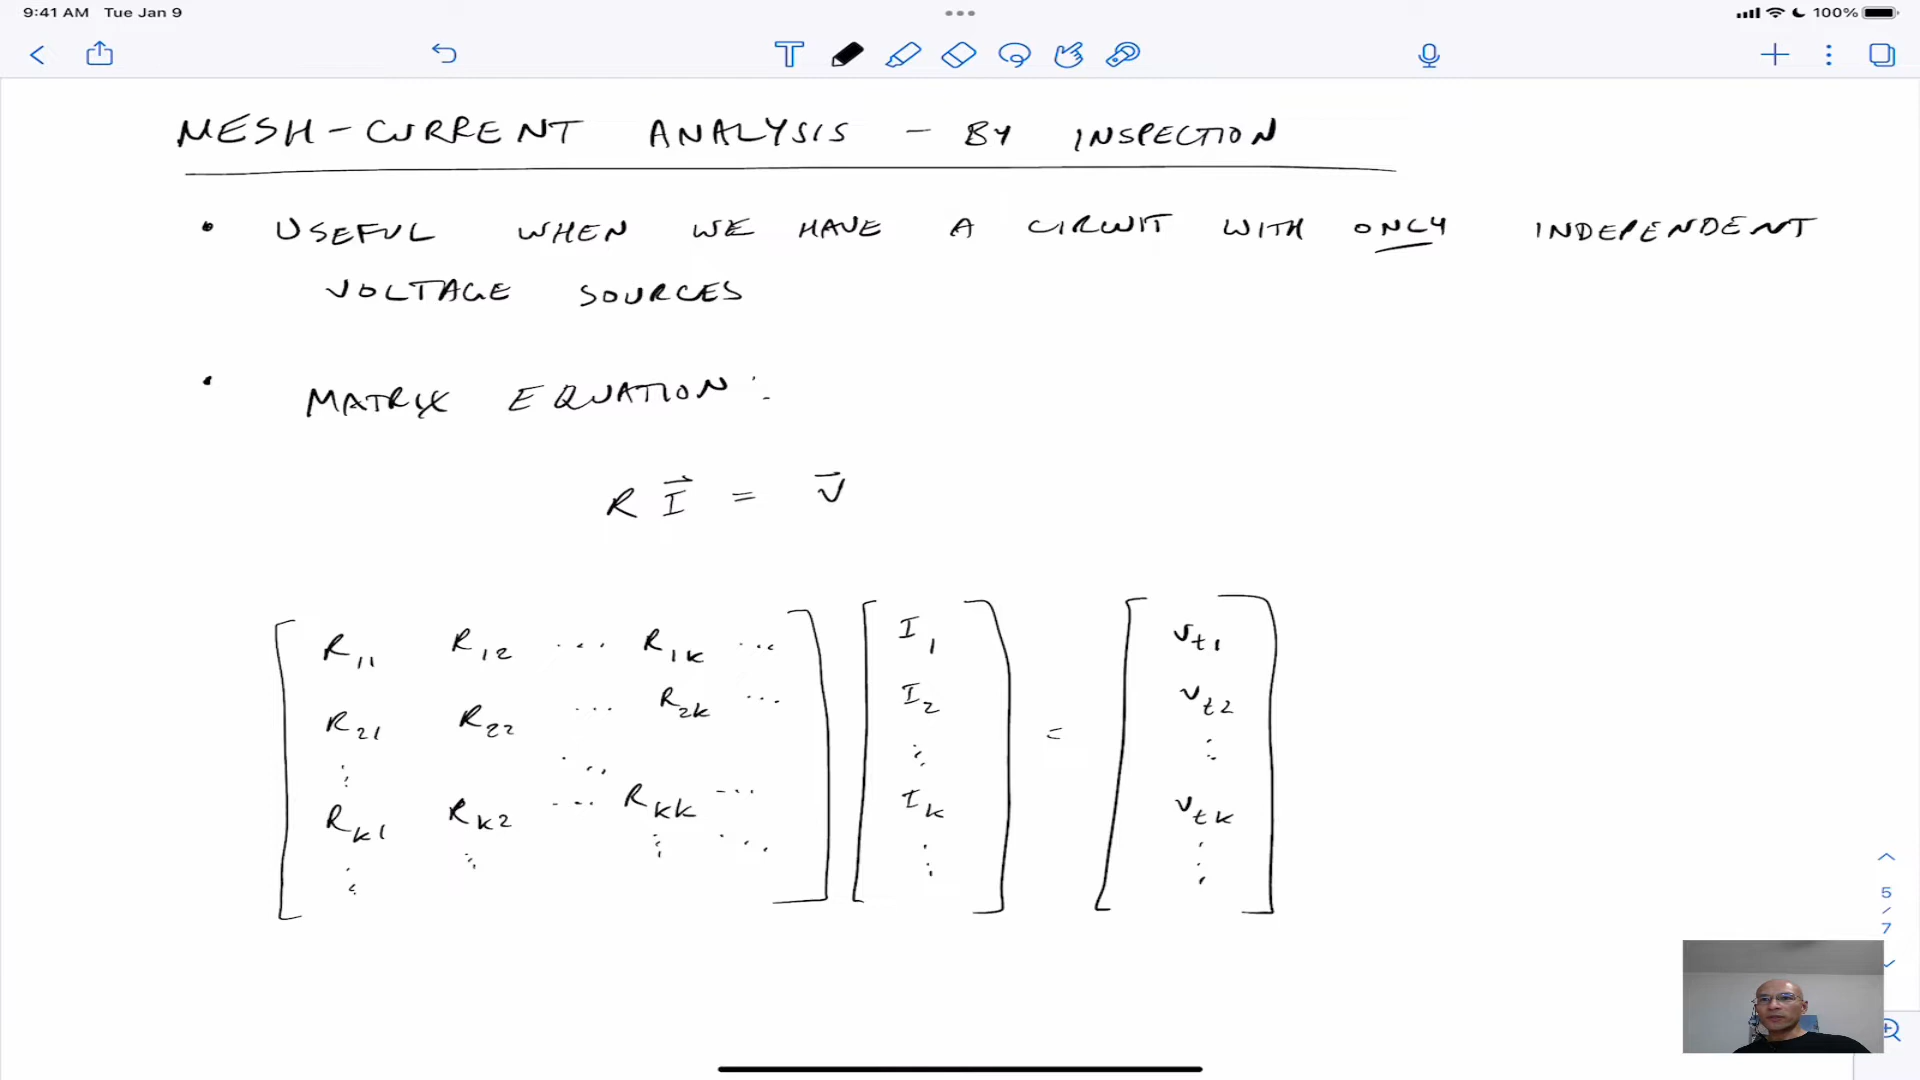 9:41 AM Tue Jan 9
100%
MESH-CURRENT ANALYSIS - BY INSPECTION
• USEFUL WHEN WE HAVE A CIRCUIT WITH ONLY INDEPENDENT
VOLTAGE SOURCES
• MATRIX EQUATION:
R I⃗ = V⃗
R11 R12 ... R1k ... I1 vt1
R21 R22 ... R2k ... I2 vt2
⋮ ⋱ ⋮ = ⋮
Rk1 Rk2 ... Rkk ... Ik vtk
⋮ ⋮ ⋮ ⋱ ⋮ ⋮
5
/
7